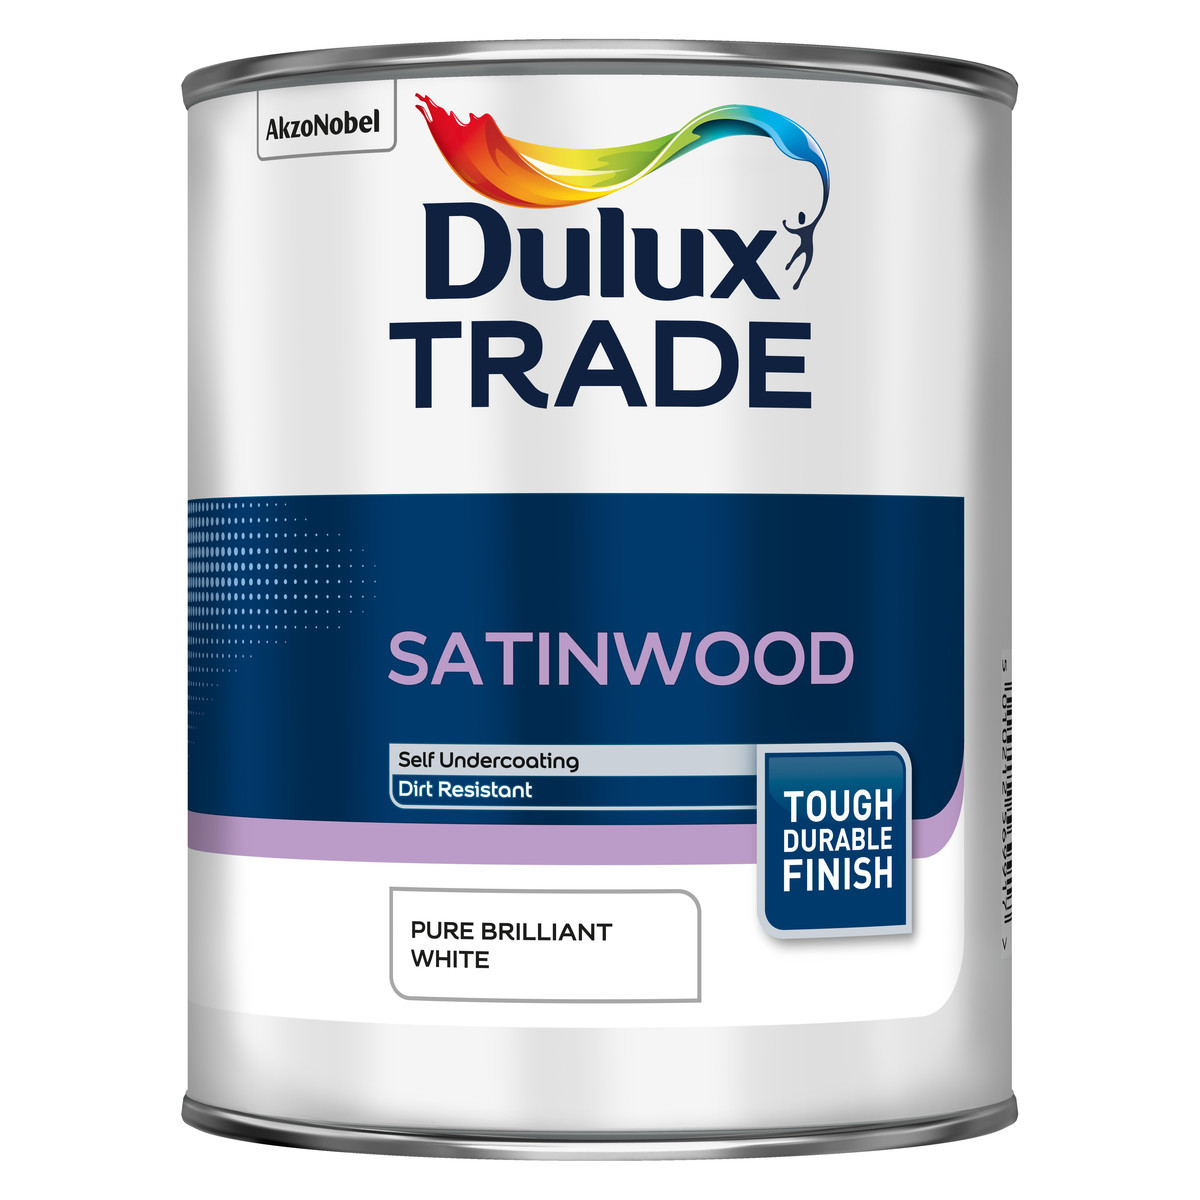 AkzoNobel
Dulux
TRADE
SATINWOOD
Self Undercoating
Dirt Resistant
TOUGH
DURABLE
FINISH
PURE BRILLIANT
WHITE